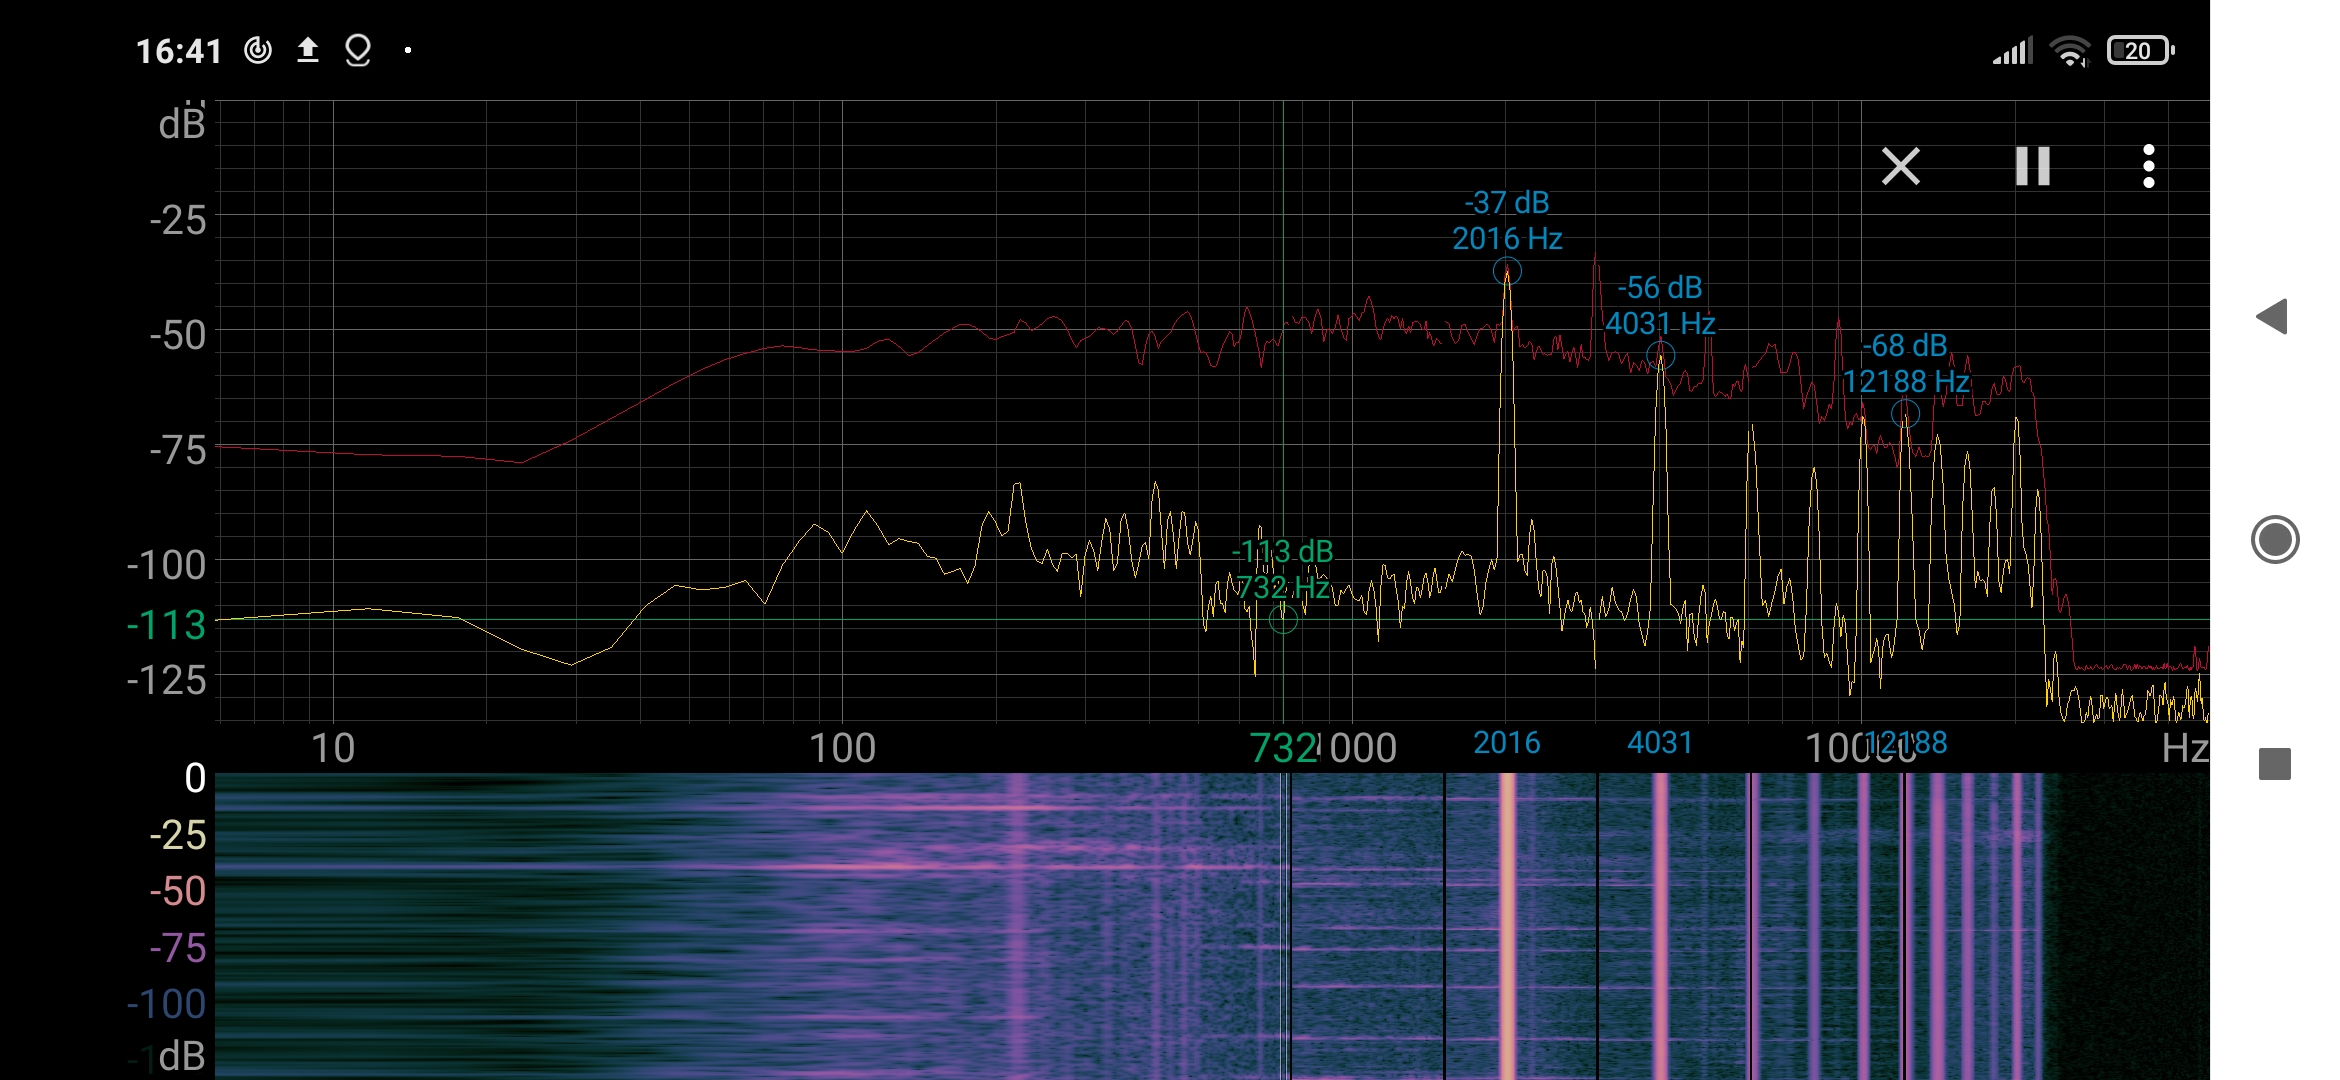 16:41
20
dB
-25
-50
-75
-100
-113
-125
-37 dB
2016 Hz
-56 dB
4031 Hz
-68 dB
12188 Hz
-113 dB
732 Hz
10 100 732 2016 4031 12188 Hz
0
-25
-50
-75
-100
dB